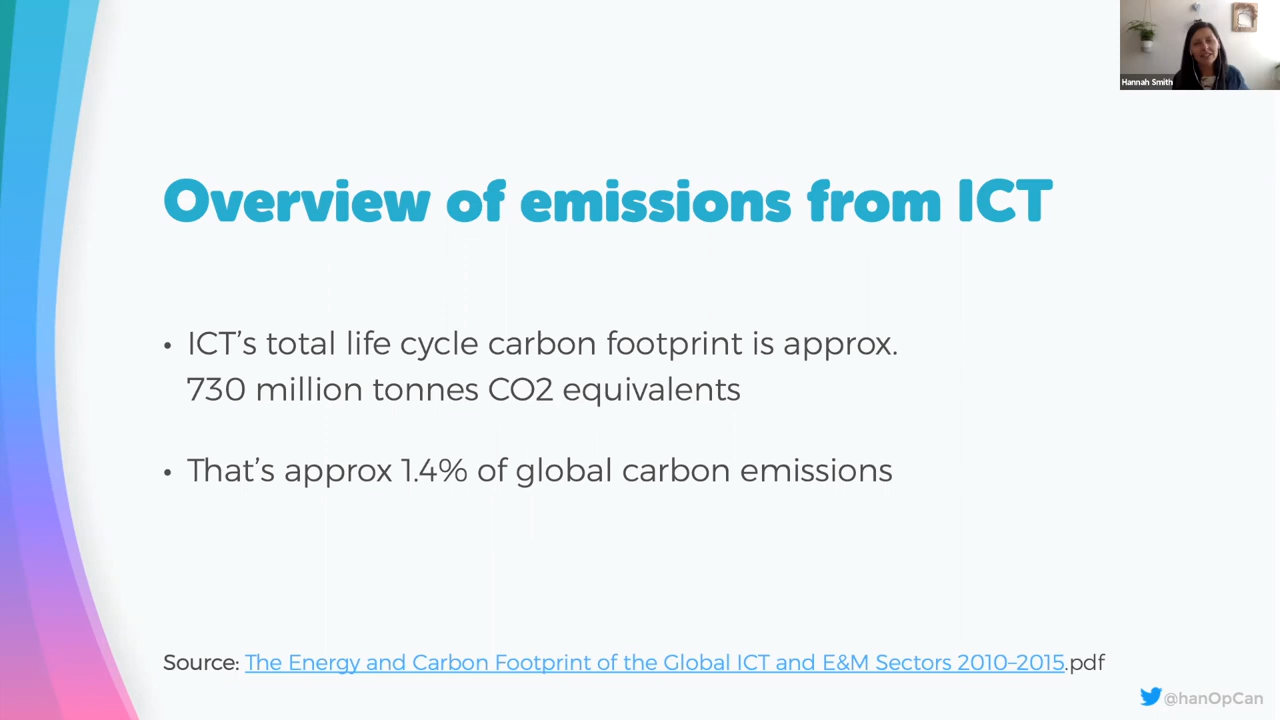 Hannah Smith
Overview of emissions from ICT
• ICT’s total life cycle carbon footprint is approx.
730 million tonnes CO2 equivalents
• That’s approx 1.4% of global carbon emissions
Source: The Energy and Carbon Footprint of the Global ICT and E&M Sectors 2010–2015.pdf
@hanOpCan